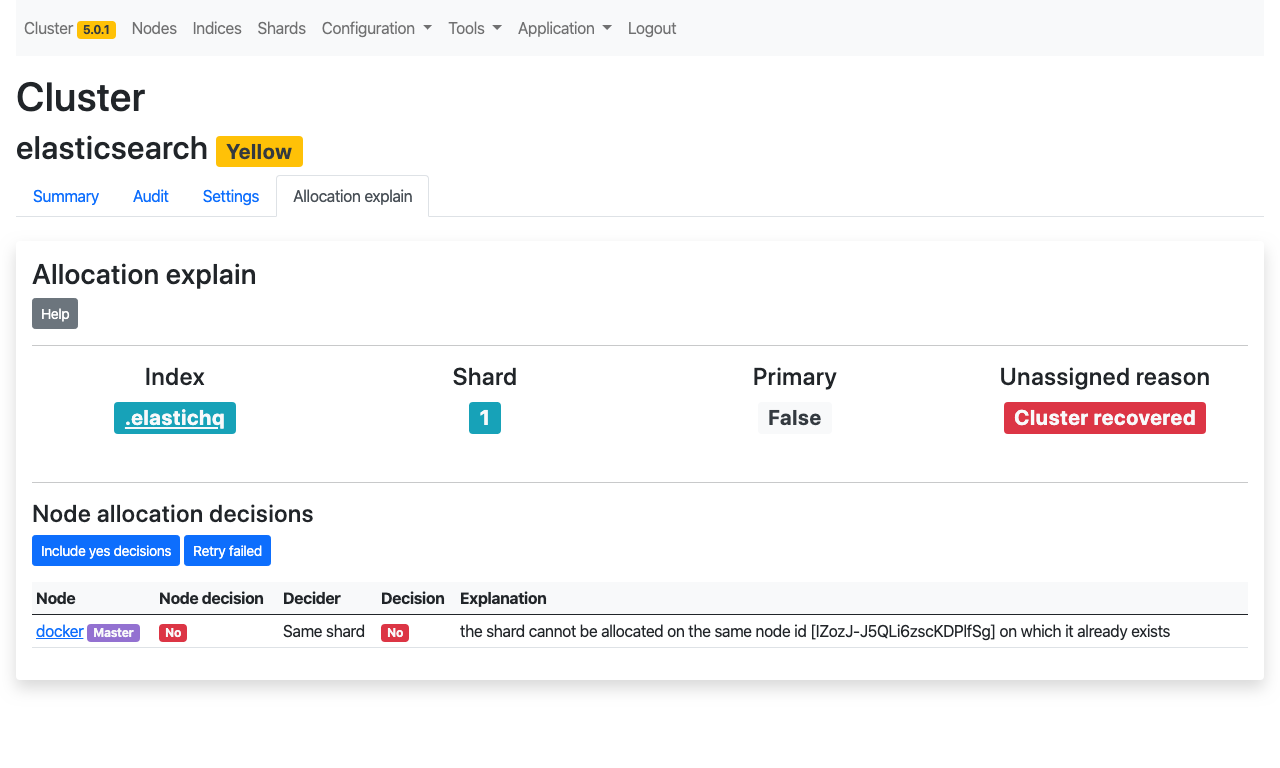 Cluster 5.0.1 Nodes Indices Shards Configuration Tools Application Logout
Cluster
elasticsearch Yellow
Summary Audit Settings Allocation explain
Allocation explain
Help
Index Shard Primary Unassigned reason
.elastichq 1 False Cluster recovered
Node allocation decisions
Include yes decisions Retry failed
Node Node decision Decider Decision Explanation
docker Master No Same shard No the shard cannot be allocated on the same node id [lZozJ-J5QLi6zscKDPlfSg] on which it already exists